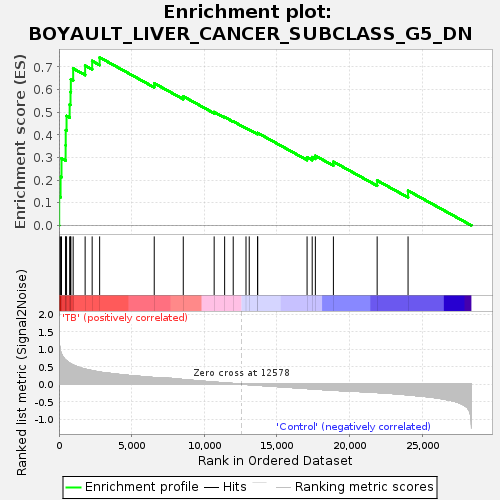 Enrichment plot:
BOYAULT_LIVER_CANCER_SUBCLASS_G5_DN
Enrichment score (ES)
0.7
0.6
0.5
0.4
0.3
0.2
0.1
0.0
'TB' (positively correlated)
Ranked list metric (Signal2Noise)
2.0
1.5
1.0
0.5
0.0
-0.5
-1.0
Zero cross at 12578
'Control' (negatively correlated)
0 5,000 10,000 15,000 20,000 25,000
Rank in Ordered Dataset
Enrichment profile Hits Ranking metric scores